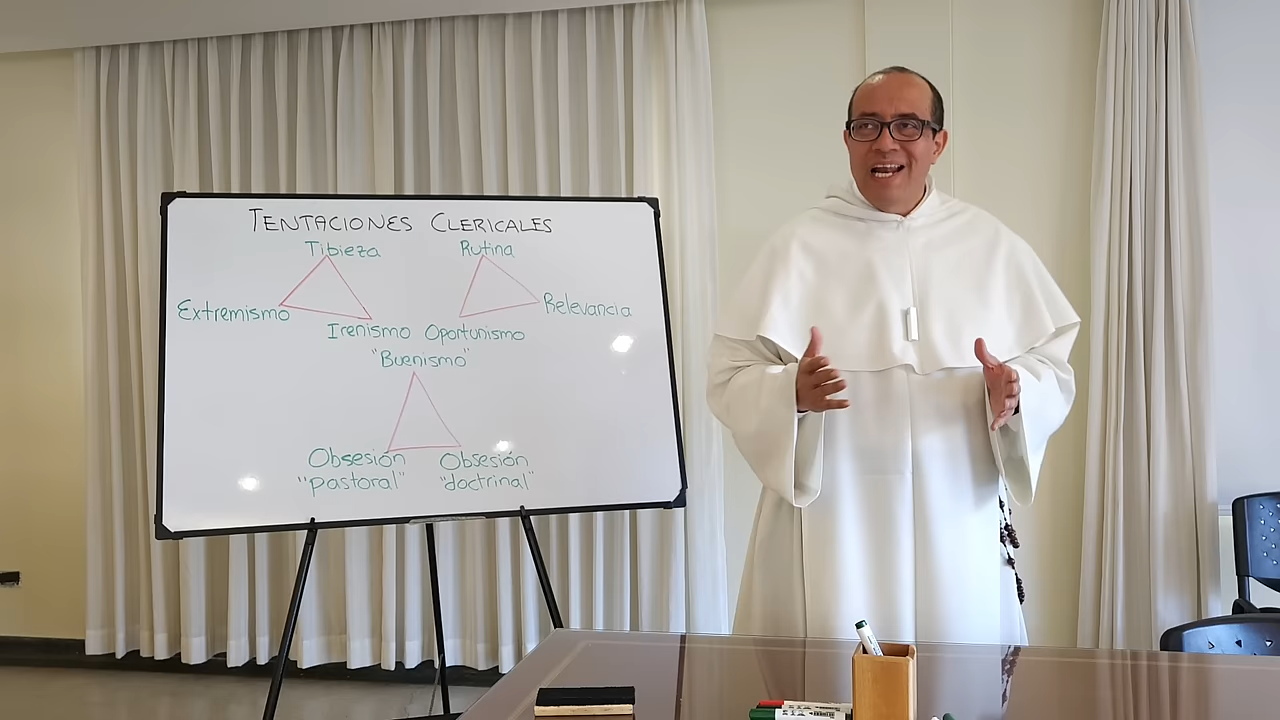 TENTACIONES CLERICALES
Tibieza
Rutina
Extremismo
Relevancia
Irenismo
Oportunismo
"Buenismo"
Obsesión
"pastoral"
Obsesión
"doctrinal"